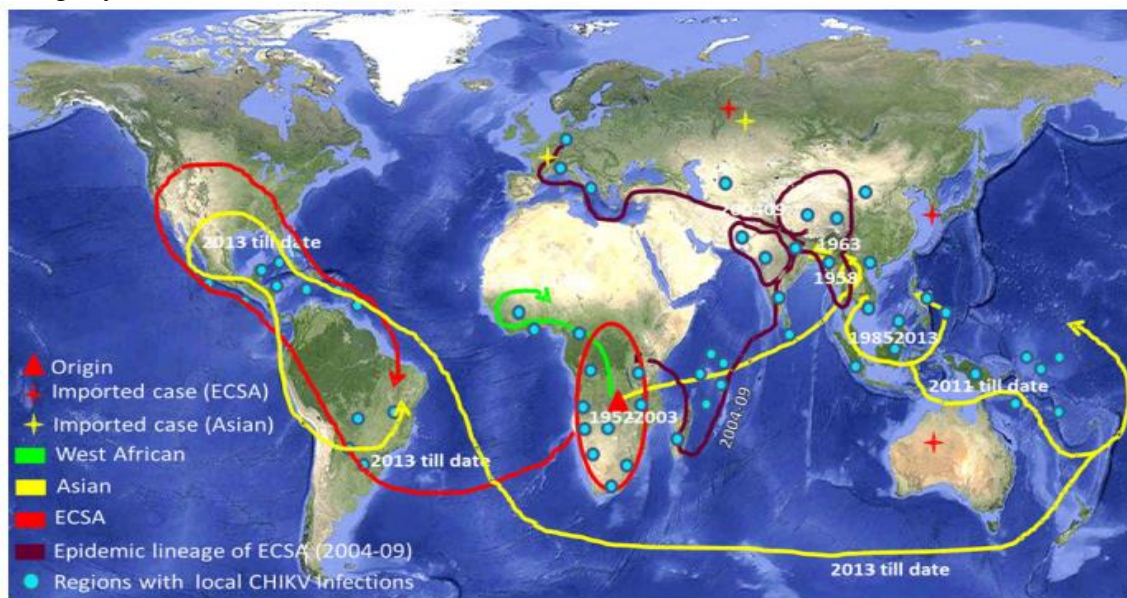 2013 till date
1963
1958
19852013
1952-2003
2011 till date
2004-09
2013 till date
2013 till date
Origin
Imported case (ECSA)
Imported case (Asian)
West African
Asian
ECSA
Epidemic lineage of ECSA (2004-09)
Regions with local CHIKV Infections